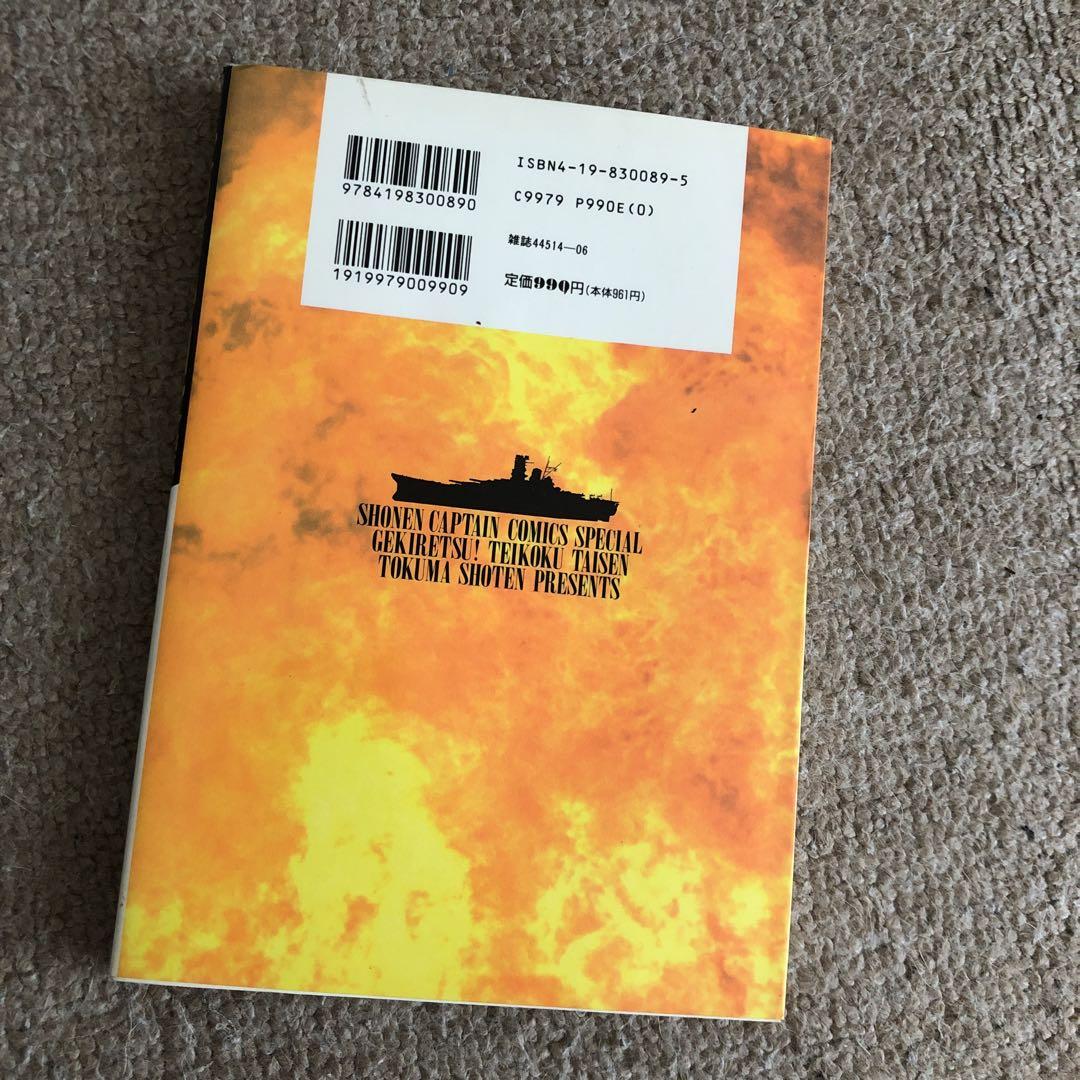 9784198300890
1919979009909
ISBN4-19-830089-5
C9979 P990E(0)
雑誌44514—06
定価990円(本体961円)
SHONEN CAPTAIN COMICS SPECIAL
GEKIRETSU! TEIKOKU TAISEN
TOKUMA SHOTEN PRESENTS